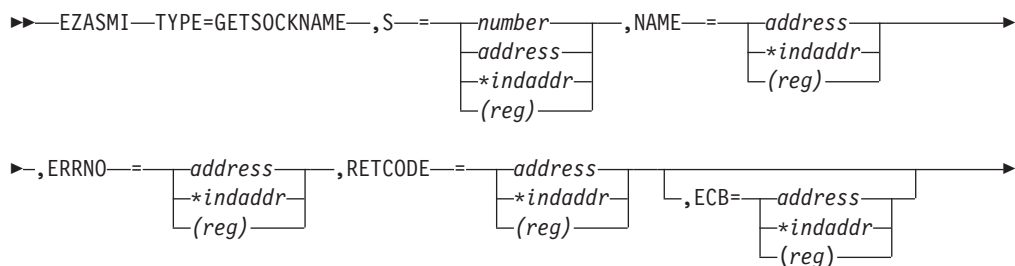 EZASMI TYPE=GETSOCKNAME ,S = number ,NAME = address
address *indaddr
*indaddr (reg)
(reg)
,ERRNO = address ,RETCODE = address
*indaddr *indaddr ,ECB= address
(reg) (reg) *indaddr
(reg)